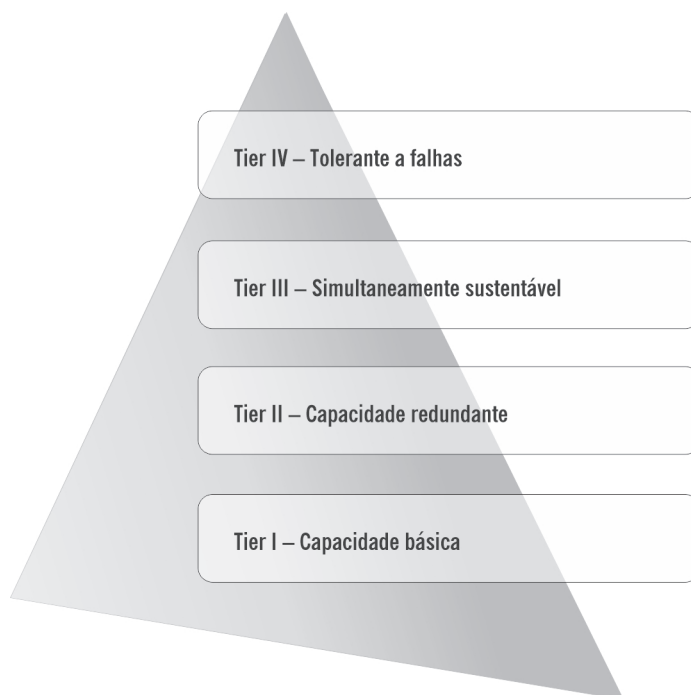 Tier IV – Tolerante a falhas
Tier III – Simultaneamente sustentável
Tier II – Capacidade redundante
Tier I – Capacidade básica